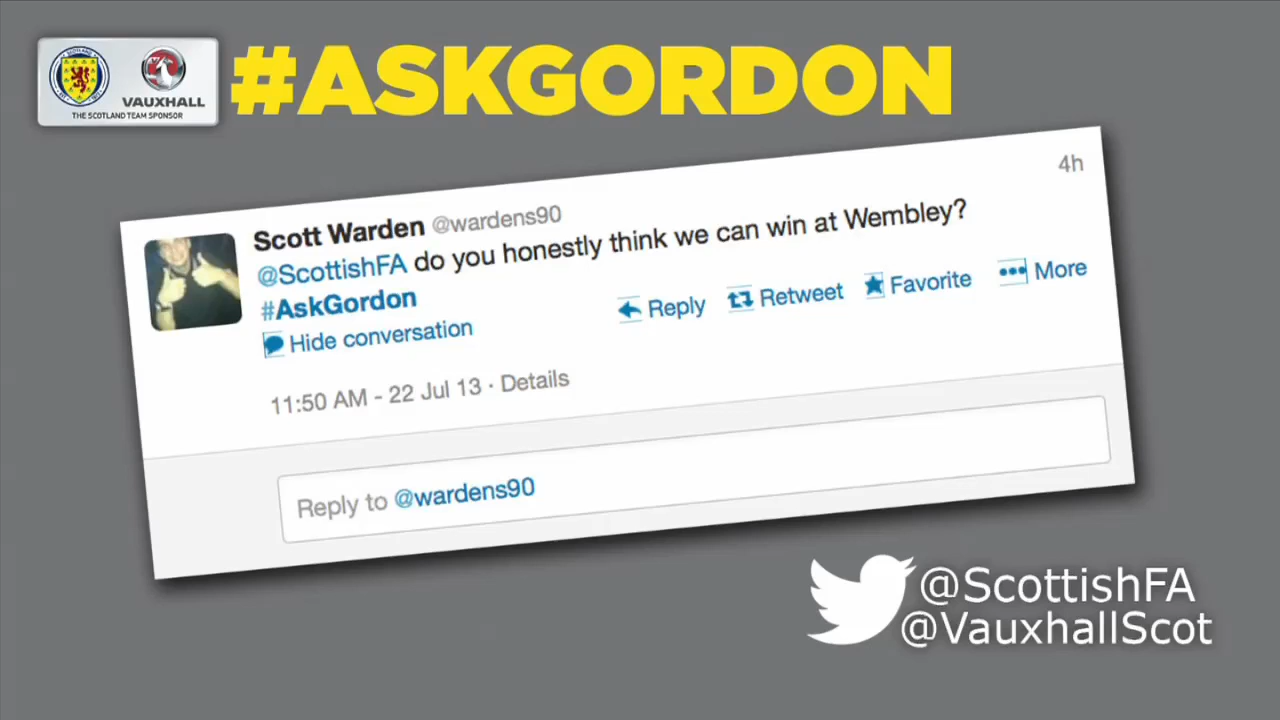 #ASKGORDON
VAUXHALL
THE SCOTLAND TEAM SPONSOR
4h
Scott Warden @wardens90
@ScottishFA do you honestly think we can win at Wembley?
#AskGordon
Reply Retweet Favorite More
Hide conversation
11:50 AM - 22 Jul 13 · Details
Reply to @wardens90
@ScottishFA
@VauxhallScot